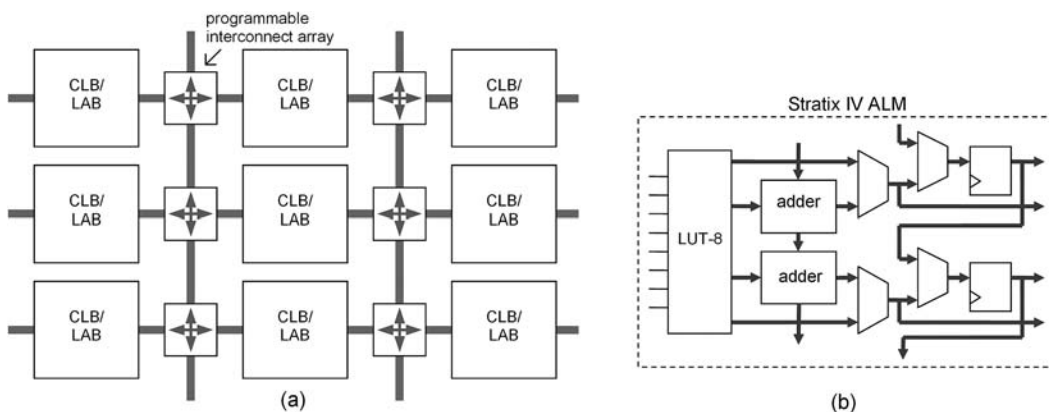 programmable
interconnect array
CLB/
LAB
CLB/
LAB
CLB/
LAB
CLB/
LAB
CLB/
LAB
CLB/
LAB
CLB/
LAB
CLB/
LAB
CLB/
LAB
(a)
Stratix IV ALM
LUT-8
adder
adder
(b)